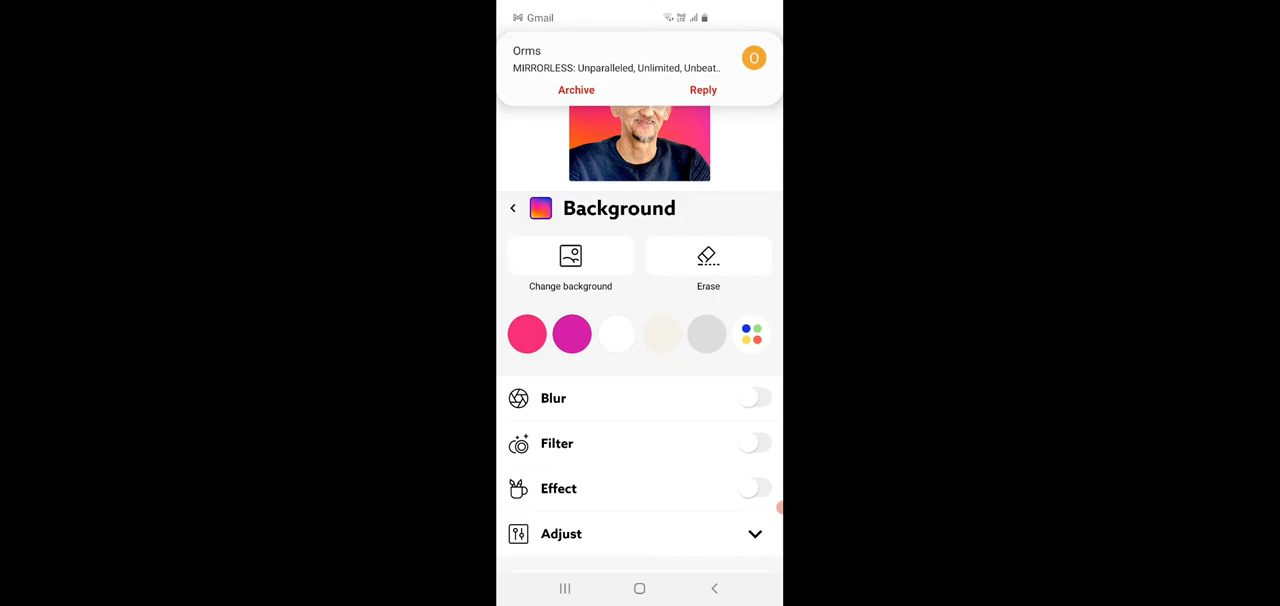 Gmail
Orms
O
MIRRORLESS: Unparalleled, Unlimited, Unbeat..
Archive
Reply
Background
Change background
Erase
Blur
Filter
Effect
Adjust